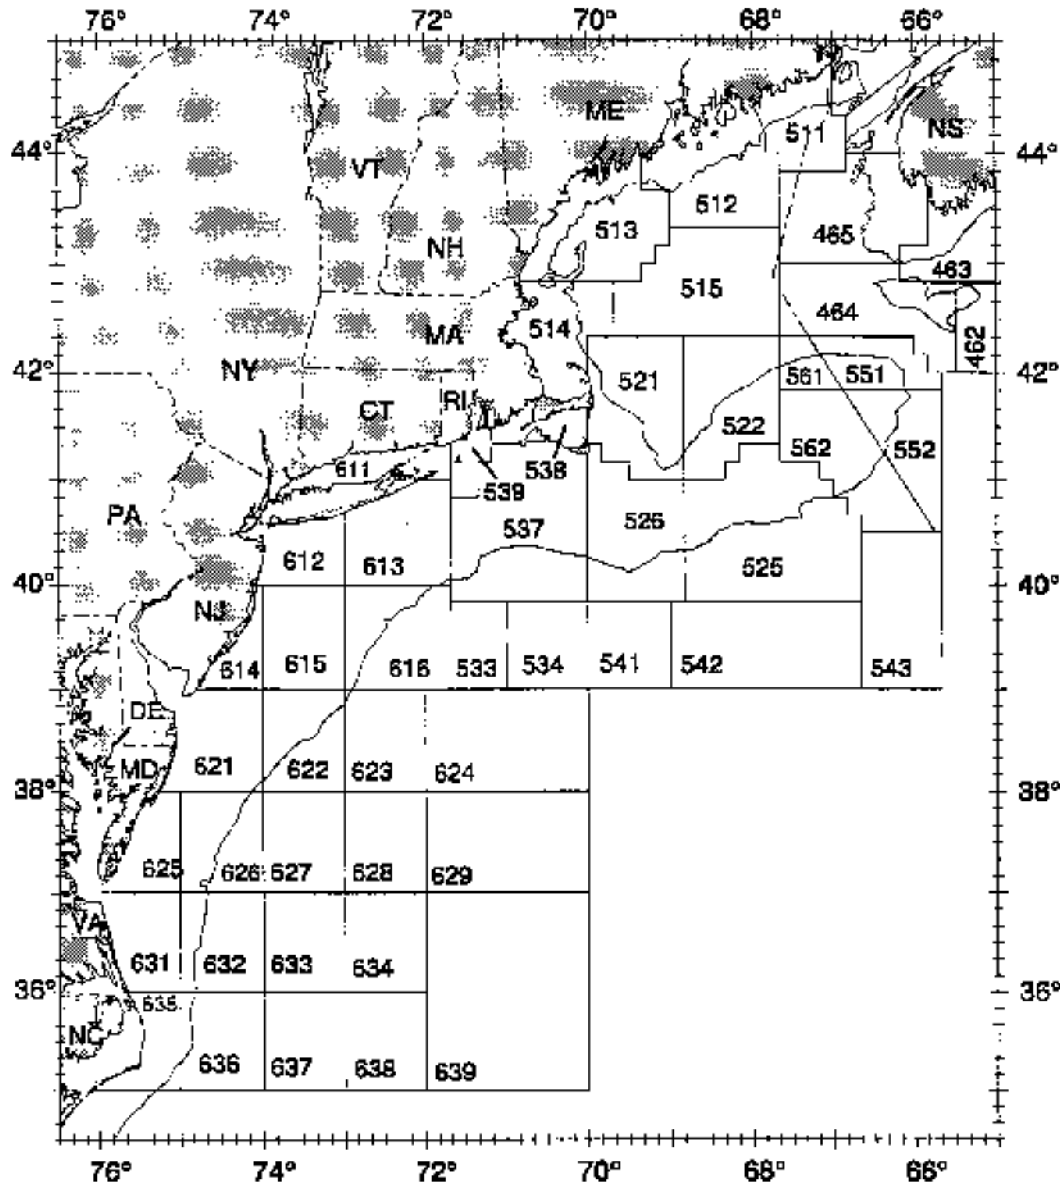 76° 74° 72° 70° 68° 66°
ME
511
NS
44° 44°
VT
512
513
465
NH
463
515
464
514
MA
462
NY
42° 42°
521
561 551
RI
CT
522
562 552
611
538
539
PA
526
537
612 613
525
40° 40°
NJ
614 615 616 533 534 541 542 543
DE
MD
621 622 623 624
38° 38°
625 626 627 628 629
VA
631 632 633 634
36° 36°
635
NC
636 637 638 639
76° 74° 72° 70° 68° 66°